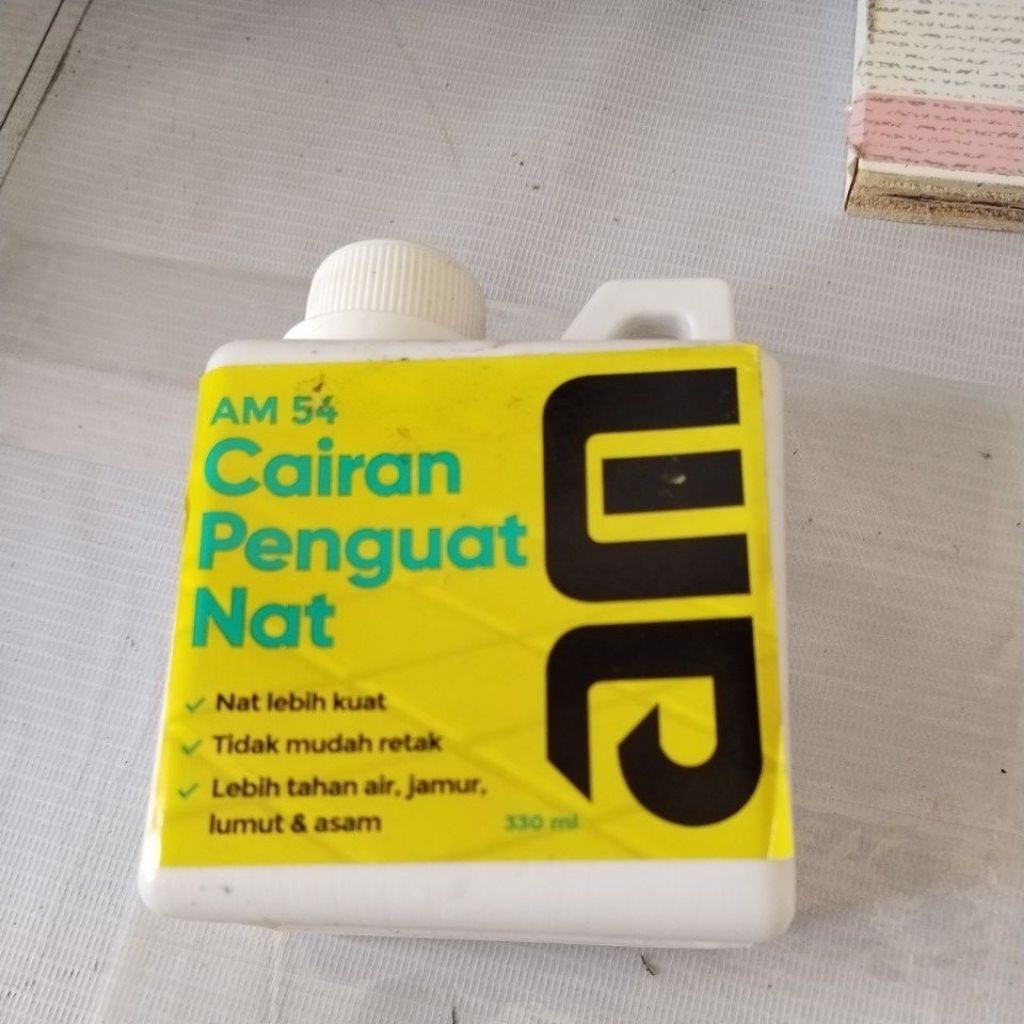 AM 54
Cairan
Penguat
Nat
Nat lebih kuat
Tidak mudah retak
Lebih tahan air, jamur,
lumut & asam
330 ml
am